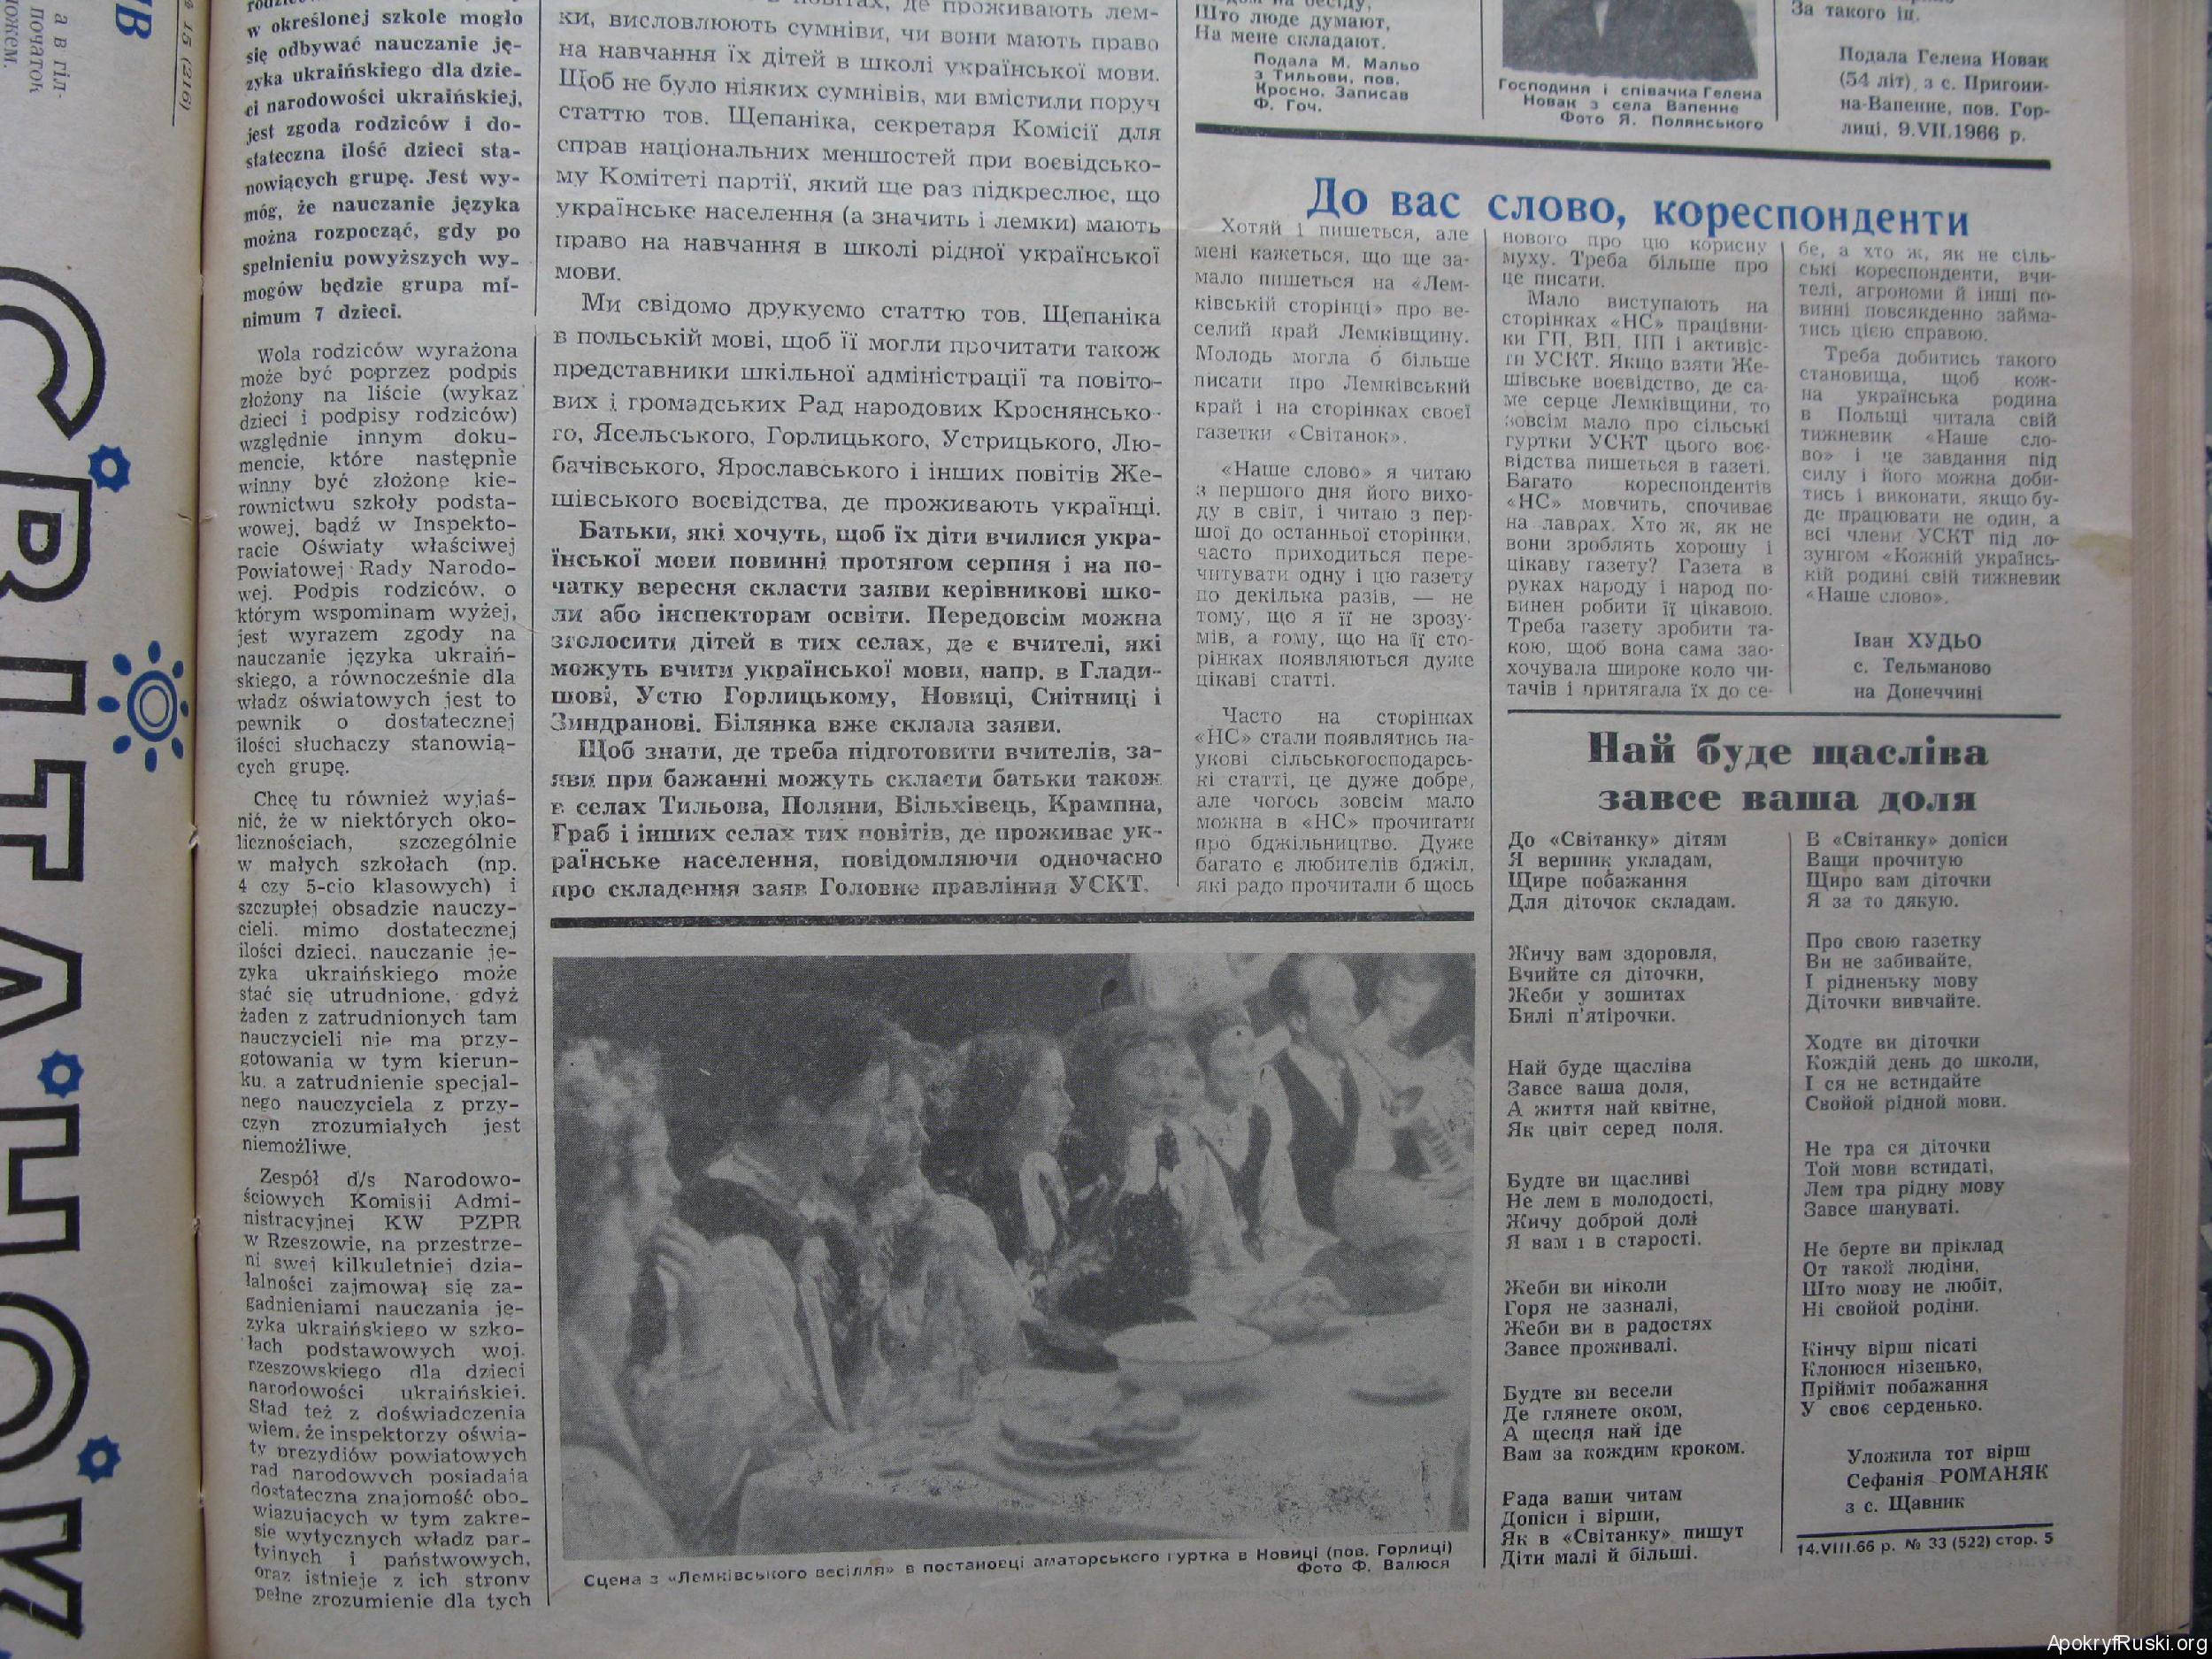 ів
а в гіл-
початок
ложем.
№ 15 (216)
СВІТАНОК
w określonej szkole mogło
się odbywać nauczanie ję-
zyka ukraińskiego dla dzie-
ci narodowości ukraińskiej,
jest zgoda rodziców i do-
stateczna ilość dzieci sta-
nowiących grupę. Jest wy-
móg, że nauczanie języka
można rozpocząć, gdy po
spełnieniu powyższych wy-
mogów będzie grupa mi-
nimum 7 dzieci.
Wola rodziców wyrażona
może być poprzez podpis
złożony na liście (wykaz
dzieci i podpisy rodziców)
względnie innym doku-
mencie, które następnie
winny być złożone kie-
rownictwu szkoły podsta-
wowej, bądź w Inspekto-
racie Oświaty właściwej
Powiatowej Rady Narodo-
wej. Podpis rodziców, o
którym wspominam wyżej,
jest wyrazem zgody na
nauczanie języka ukraiń-
skiego, a równocześnie dla
władz oświatowych jest to
pewnik o dostatecznej
ilości słuchaczy stanowią-
cych grupę.
Chcę tu również wyjaś-
nić, że w niektórych oko-
licznościach, szczególnie
w małych szkołach (np.
4 czy 5-cio klasowych) i
szczupłej obsadzie nauczy-
cieli, mimo dostatecznej
ilości dzieci, nauczanie ję-
zyka ukraińskiego może
stać się utrudnione, gdyż
żaden z zatrudnionych tam
nauczycieli nie ma przy-
gotowania w tym kierun-
ku, a zatrudnienie specjal-
nego nauczyciela z przy-
czyn zrozumiałych jest
niemożliwe.
Zespół d/s Narodowo-
ściowych Komisji Admi-
nistracyjnej KW PZPR
w Rzeszowie, na przestrze-
ni swej kilkuletniej dzia-
łalności zajmował się za-
gadnieniami nauczania ję-
zyka ukraińskiego w szko-
łach podstawowych woj.
rzeszowskiego dla dzieci
narodowości ukraińskiej.
Stąd też z doświadczenia
wiem, że inspektorzy oświa-
ty prezydiów powiatowych
rad narodowych posiadają
dostateczną znajomość obo-
wiązujących w tym zakre-
sie wytycznych władz par-
tyjnych i państwowych,
oraz istnieje z ich strony
pełne zrozumienie dla tych
де проживають лем-
ки, висловлюють сумніви, чи вони мають право
на навчання їх дітей в школі української мови.
Щоб не було ніяких сумнівів, ми вмістили поруч
статтю тов. Щепаніка, секретаря Комісії для
справ національних меншостей при воєвідсько-
му Комітеті партії, який ще раз підкреслює, що
українське населення (а значить і лемки) мають
право на навчання в школі рідної української
мови.
Ми свідомо друкуємо статтю тов. Щепаніка
в польській мові, щоб її могли прочитати також
представники шкільної адміністрації та повіто-
вих і громадських Рад народових Кроснянсько-
го, Ясельського, Горлицького, Устрицького, Лю-
бачівського, Ярославського і інших повітів Же-
шівського воєвідства, де проживають українці.
Батьки, які хочуть, щоб їх діти вчилися укра-
їнської мови повинні протягом серпня і на по-
чатку вересня скласти заяви керівникові шко-
ли або інспекторам освіти. Передовсім можна
зголосити дітей в тих селах, де є вчителі, які
можуть вчити української мови, напр. в Глади-
шові, Устю Горлицькому, Новиці, Снітниці і
Зиндранові. Білянка вже склала заяви.
Щоб знати, де треба підготовити вчителів, за-
яви при бажанні можуть скласти батьки також
в селах Тильова, Поляни, Вільхівець, Крампна,
Граб і інших селах тих повітів, де проживає ук-
раїнське населення, повідомляючи одночасно
про складення заяв Головне правління УСКТ.
Сцена з «Лемківського весілля» в постановці аматорського гуртка в Новиці (пов. Горлиці)
Фото Ф. Валюся
Што люде думают,
На мене складают.
Подала М. Мальо
з Тильови, пов.
Кросно. Записав
Ф. Гоч.
Господиня і співачка Гелена
Новак з села Вапенне
Фото Я. Полянського
За такого іц.
Подала Гелена Новак
(54 літ), з с. Пригони-
на-Вапенне, пов. Гор-
лиці, 9.VII.1966 р.
До вас слово, кореспонденти
Хотяй і пишеться, але
мені кажеться, що ще за-
мало пишеться на «Лем-
ківській сторінці» про ве-
селий край Лемківщину.
Молодь могла б більше
писати про Лемківський
край і на сторінках своєї
газетки «Світанок».
«Наше слово» я читаю
з першого дня його вихо-
ду в світ, і читаю з пер-
шої до останньої сторінки,
часто приходиться пере-
читувати одну і цю газету
по декілька разів, — не
тому, що я її не зрозу-
мів, а тому, що на її сто-
рінках появляються дуже
цікаві статті.
Часто на сторінках
«НС» стали появлятись на-
укові сільськогосподарсь-
кі статті, це дуже добре,
але чогось зовсім мало
можна в «НС» прочитати
про бджільництво. Дуже
багато є любителів бджіл,
які радо прочитали б щось
нового про цю корисну
муху. Треба більше про
це писати.
Мало виступають на
сторінках «НС» працівни-
ки ГП, ВП, ПП і активіс-
ти УСКТ. Якщо взяти Же-
шівське воєвідство, де са-
ме серце Лемківщини, то
зовсім мало про сільські
гуртки УСКТ цього воє-
відства пишеться в газеті.
Багато кореспондентів
«НС» мовчить, спочиває
на лаврах. Хто ж, як не
вони зроблять хорошу і
цікаву газету? Газета в
руках народу і народ по-
винен робити її цікавою.
Треба газету зробити та-
кою, щоб вона сама зао-
хочувала широке коло чи-
тачів і притягала їх до се-
бе, а хто ж, як не сіль-
ські кореспонденти, вчи-
телі, агрономи й інші по-
винні повсякденно займа-
тись цією справою.
Треба добитись такого
становища, щоб кож-
на українська родина
в Польщі читала свій
тижневик «Наше сло-
во» і це завдання під
силу і його можна доби-
тись і виконати, якщо бу-
де працювати не один, а
всі члени УСКТ під ло-
зунгом «Кожній українсь-
кій родині свій тижневик
«Наше слово».
Іван ХУДЬО
с. Тельманово
на Донеччині
Най буде щасліва
завсе ваша доля
До «Світанку» дітям
Я вершик укладам,
Щире побажання
Для діточок складам.
Жичу вам здоровля,
Вчийте ся діточки,
Жеби у зошитах
Билі п'ятірочки.
Най буде щасліва
Завсе ваша доля,
А життя най квітне,
Як цвіт серед поля.
Будте ви щасливі
Не лем в молодості,
Жичу доброй долі
Я вам і в старості.
Жеби ви ніколи
Горя не зазналі,
Жеби ви в радостях
Завсе проживалі.
Будте ви весели
Де глянете оком,
А щесця най іде
Вам за кождим кроком.
Рада ваши читам
Дописи і вірши,
Як в «Світанку» пишут
Діти малі й більші.
В «Світанку» дописи
Ваши прочитую
Щиро вам діточки
Я за то дякую.
Про свою газетку
Ви не забивайте,
І рідненьку мову
Діточки вивчайте.
Ходте ви діточки
Кождій день до школи,
І ся не встидайте
Свойой рідной мови.
Не тра ся діточки
Той мови встидаті,
Лем тра рідну мову
Завсе шануваті.
Не берте ви пріклад
От такой людіни,
Што мову не любіт,
Ні свойой родіни.
Кінчу вірш пісаті
Клонюся нізенько,
Прійміт побажання
У своє серденько.
Уложила тот вірш
Сефанія РОМАНЯК
з с. Щавник
14.VIII.66 р. № 33 (522) стор. 5
ApokryfRuski.org